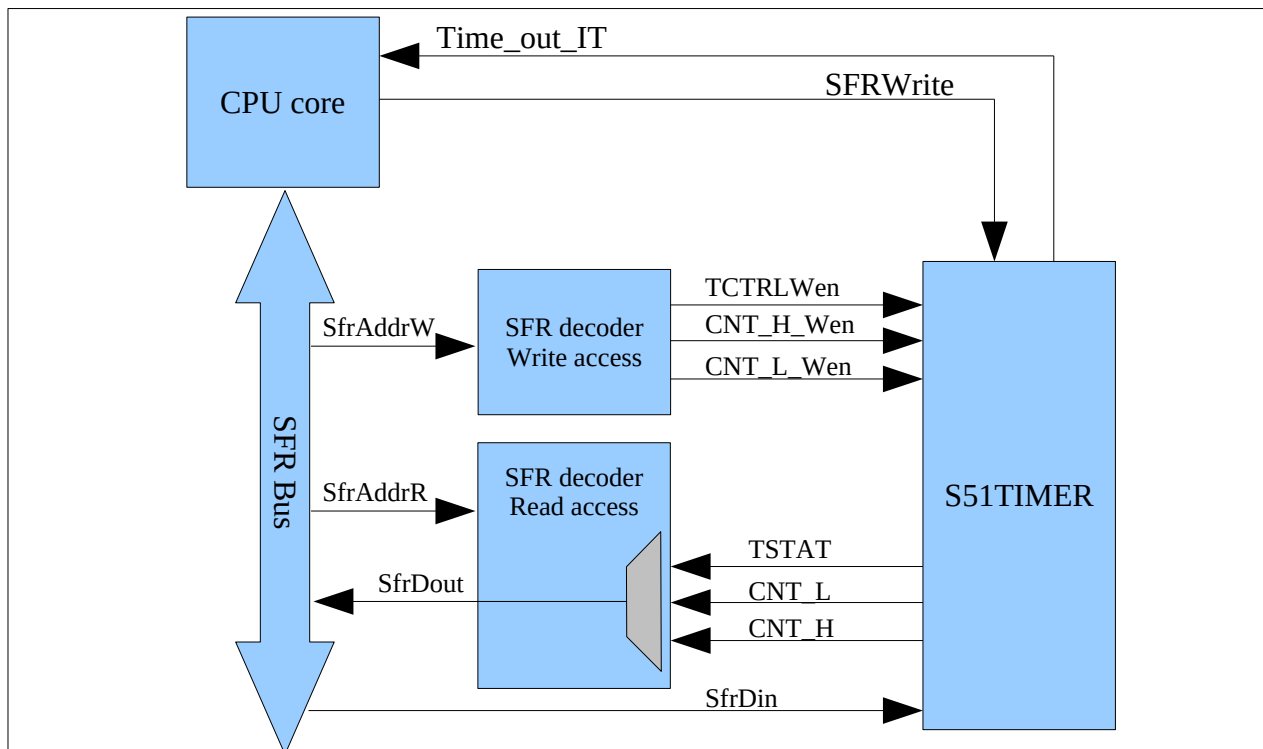 Time_out_IT
SFRWrite
CPU core
TCTRLWen
CNT_H_Wen
CNT_L_Wen
SfrAddrW
SFR decoder
Write access
SFR Bus
SfrAddrR
SFR decoder
Read access
S51TIMER
TSTAT
SfrDout
CNT_L
CNT_H
SfrDin